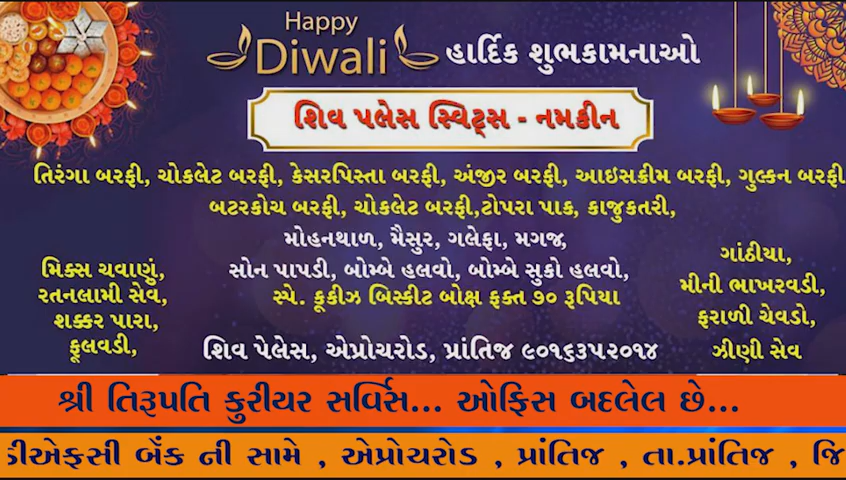 Happy
Diwali હાર્દિક શુભકામનાઓ
શિવ પલેસ સ્વિટ્સ - નમકીન
તિરંગા બરફી, ચોકલેટ બરફી, કેસરપિસ્તા બરફી, અંજીર બરફી, આઇસક્રીમ બરફી, ગુલ્કન બરફી
બટરકોચ બરફી, ચોકલેટ બરફી,ટોપરા પાક, કાજુકતરી,
મોહનથાળ, મૈસુર, ગલેફા, મગજ,
સોન પાપડી, બોમ્બે હલવો, બોમ્બે સુકો હલવો,
સ્પે. કૂકીઝ બિસ્કીટ બોક્ષ ફક્ત ૭૦ રૂપિયા
મિક્સ ચવાણું,
રતનલામી સેવ,
શક્કર પારા,
ફૂલવડી,
ગાંઠીયા,
મીની ભાખરવડી,
ફરાળી ચેવડો,
ઝીણી સેવ
શિવ પેલેસ, એપ્રોચરોડ, પ્રાંતિજ ૯૦૧૬૩૫૨૦૧૪
શ્રી તિરૂપતિ કુરીયર સર્વિસ... ઓફિસ બદલેલ છે...
ડીએફસી બેંક ની સામે , એપ્રોચરોડ , પ્રાંતિજ , તા.પ્રાંતિજ , જિ